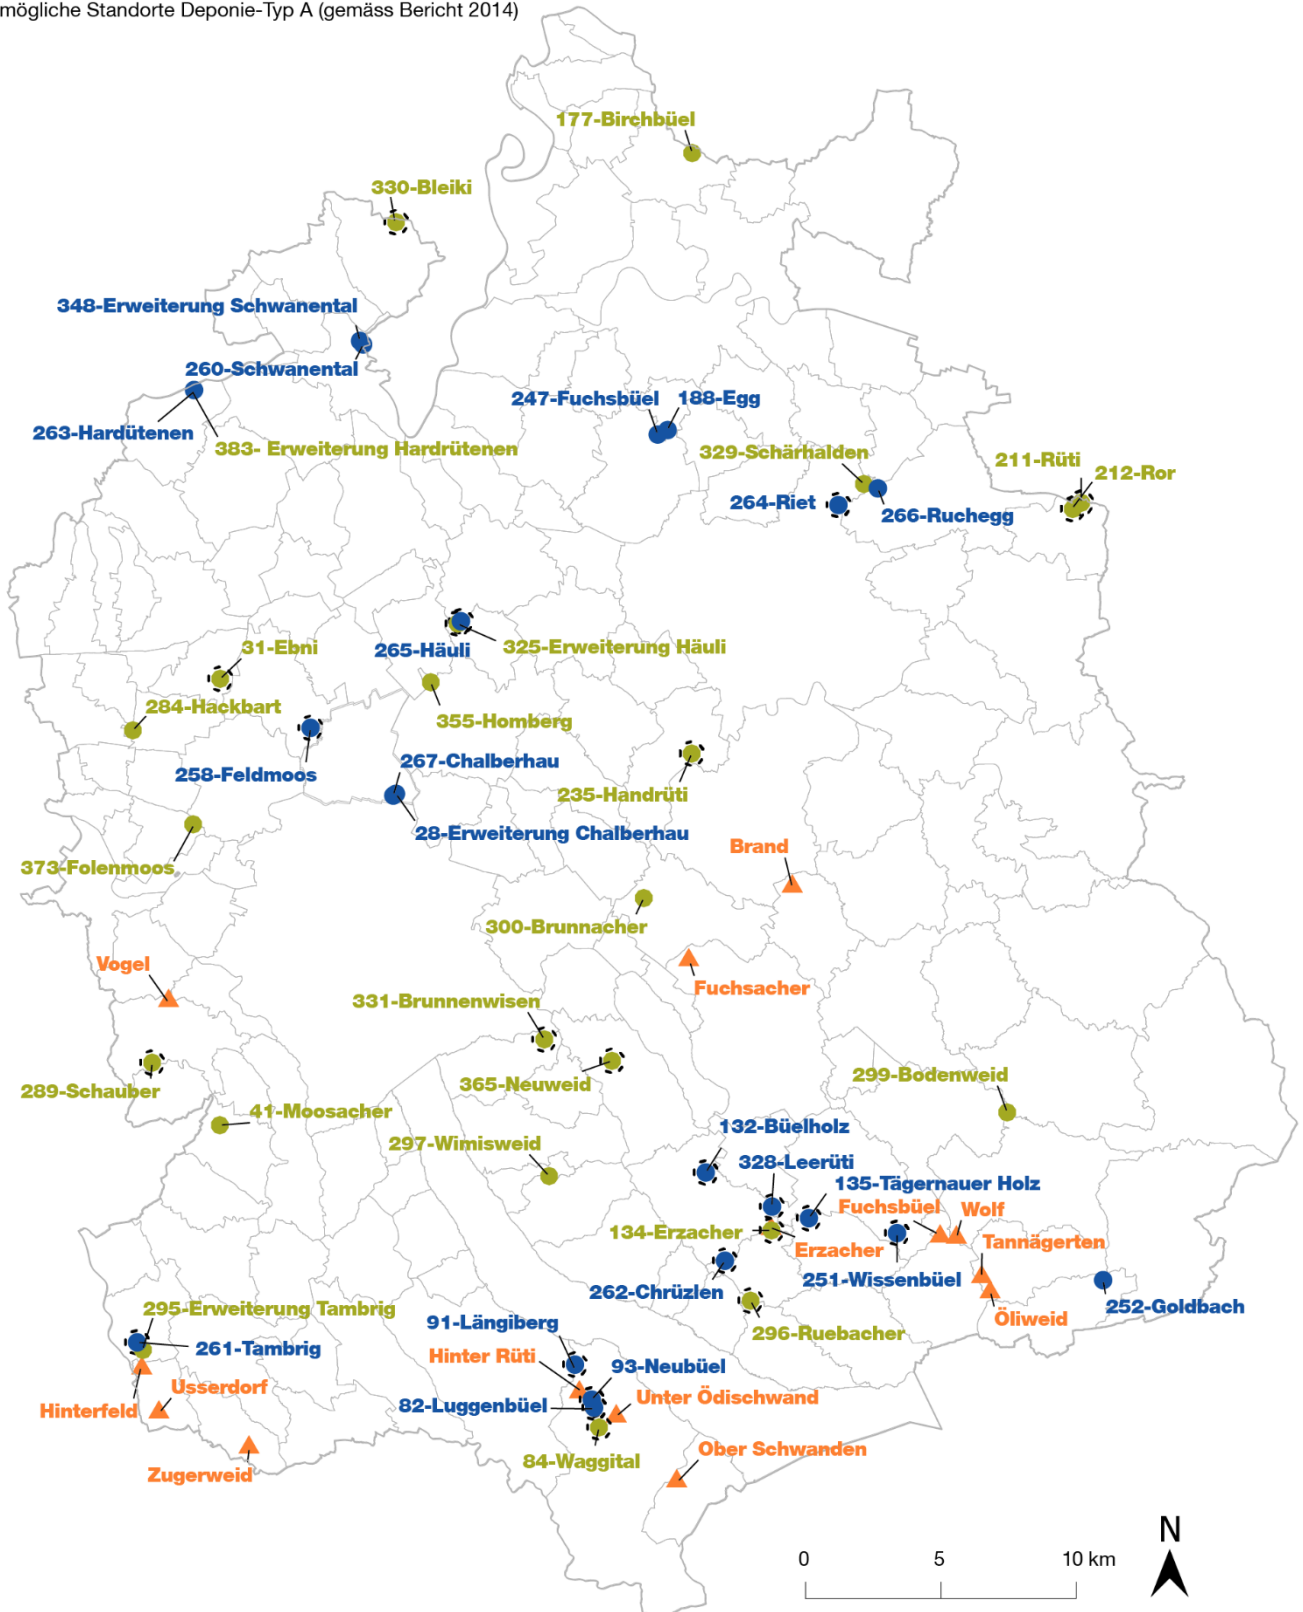 mögliche Standorte Deponie-Typ A (gemäss Bericht 2014)
177-Birchbüel
330-Bleiki
348-Erweiterung Schwanental
260-Schwanental
263-Hardütenen
383- Erweiterung Hardrütenen
247-Fuchsbüel
188-Egg
329-Schärhalden
211-Rüti
212-Ror
264-Riet
266-Ruchegg
31-Ebni
265-Häuli
325-Erweiterung Häuli
284-Hackbart
355-Homberg
258-Feldmoos
267-Chalberhau
235-Handrüti
28-Erweiterung Chalberhau
Brand
373-Folenmoos
300-Brunnacher
Vogel
Fuchsacher
331-Brunnenwisen
365-Neuweid
299-Bodenweid
289-Schauber
41-Moosacher
132-Büelholz
297-Wimisweid
328-Leerüti
135-Tägernauer Holz
Fuchsbüel
Wolf
134-Erzacher
Erzacher
Tannägerten
262-Chrüzlen
251-Wissenbüel
252-Goldbach
295-Erweiterung Tambrig
91-Längiberg
Öliweid
296-Ruebacher
261-Tambrig
Hinter Rüti
93-Neubüel
Usserdorf
Unter Ödischwand
Hinterfeld
82-Luggenbüel
Ober Schwanden
84-Waggital
Zugerweid
N
0 5 10 km